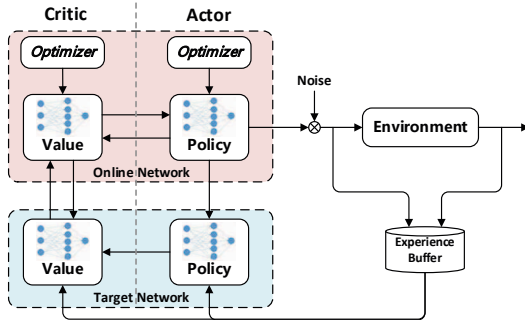 Critic
Actor
Optimizer
Optimizer
Noise
Value
Policy
Environment
Online Network
Value
Policy
Experience
Buffer
Target Network